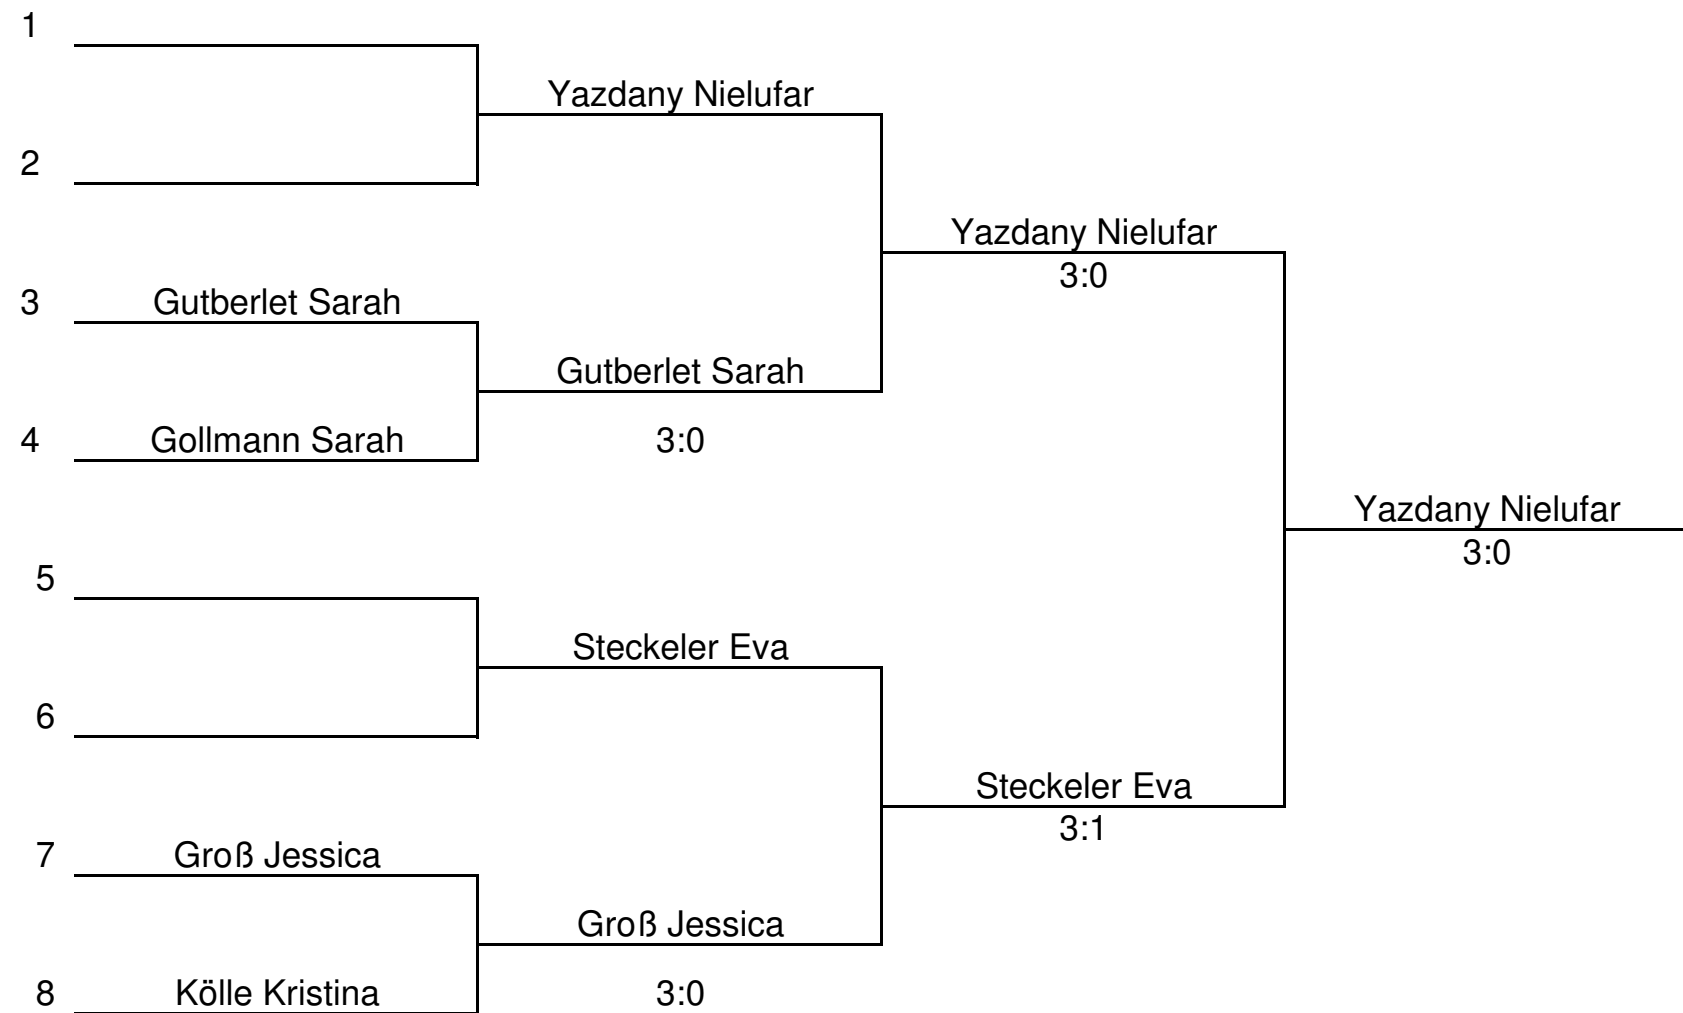 1
Yazdany Nielufar
2
Yazdany Nielufar
3:0
3 Gutberlet Sarah
Gutberlet Sarah
4 Gollmann Sarah 3:0
Yazdany Nielufar
3:0
5
Steckeler Eva
6
Steckeler Eva
3:1
7 Groß Jessica
Groß Jessica
8 Kölle Kristina 3:0